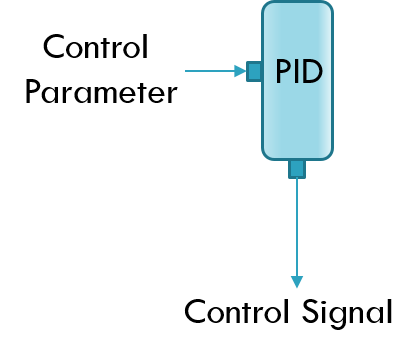 Control
Parameter
PID
Control Signal